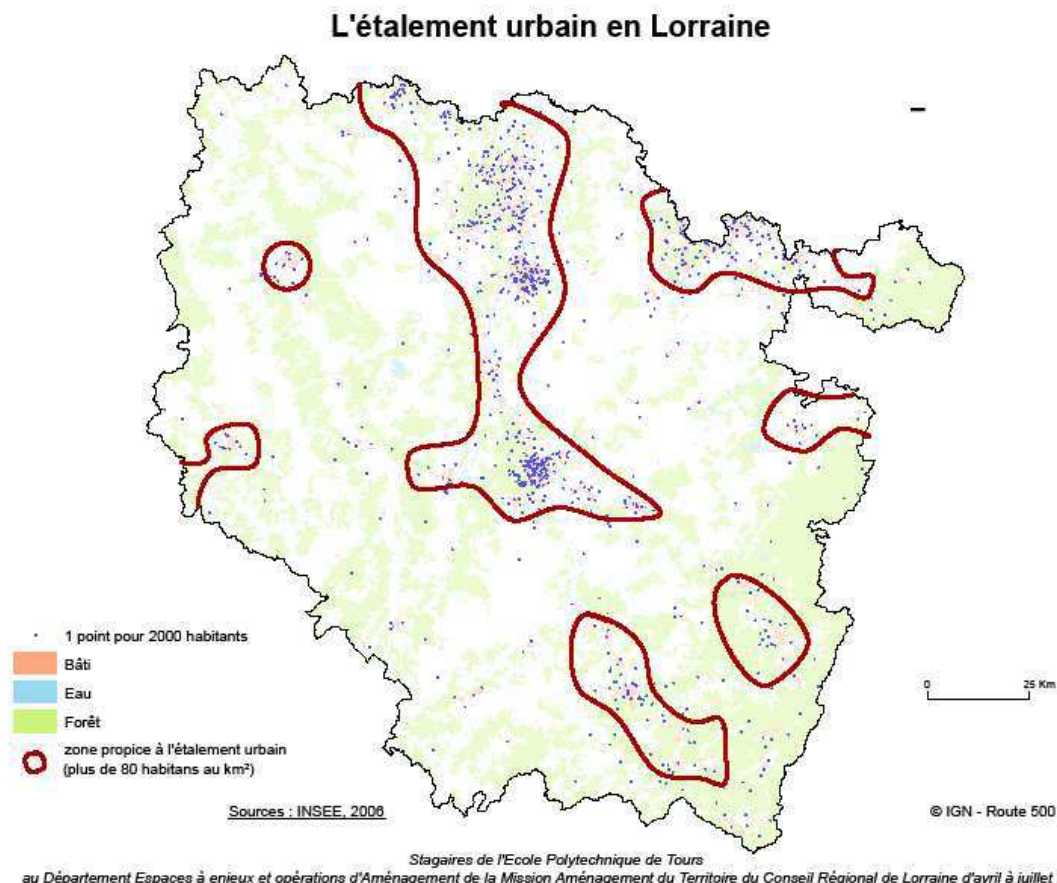 L'étalement urbain en Lorraine
1 point pour 2000 habitants
Bâti
Eau
Forêt
zone propice à l'étalement urbain
(plus de 80 habitans au km²)
0 25 Km
Sources : INSEE, 2006
© IGN - Route 500
Stagaires de l'Ecole Polytechnique de Tours
au Département Espaces à enjeux et opérations d'Aménagement de la Mission Aménagement du Territoire du Conseil Régional de Lorraine d'avril à juillet